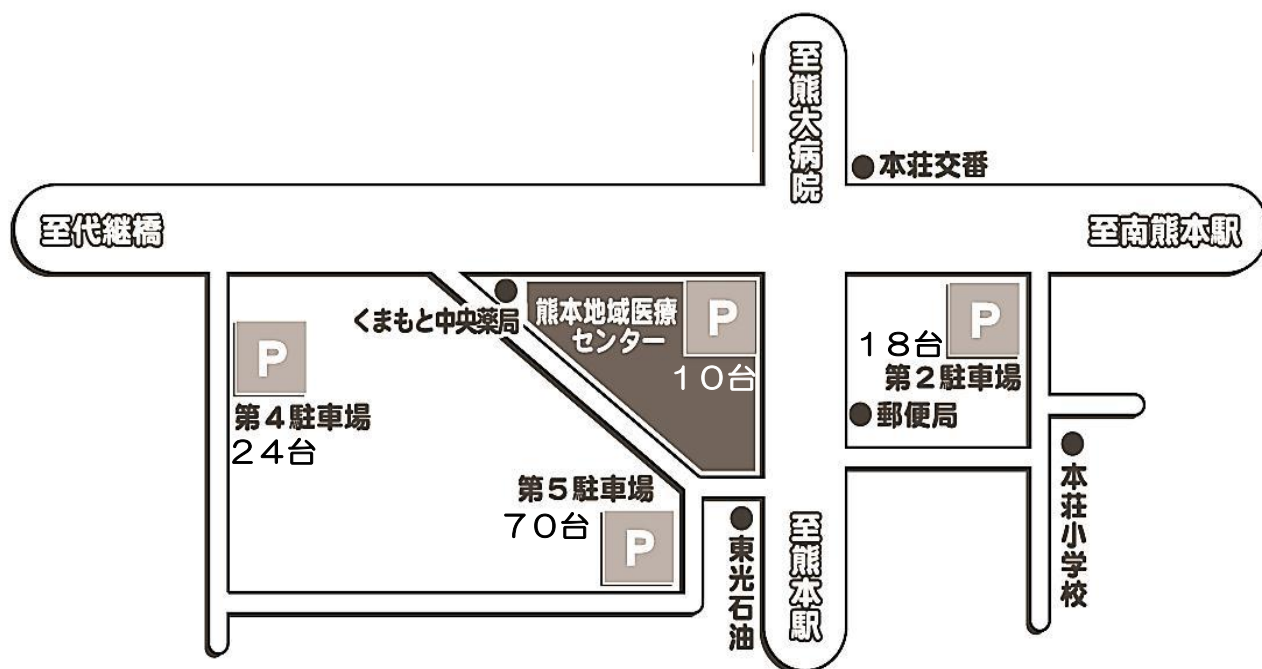 至熊大病院
本荘交番
至代継橋
至南熊本駅
くまもと中央薬局
熊本地域医療
センター
P
10台
P
18台
第2駐車場
郵便局
P
第4駐車場
24台
第5駐車場
70台
P
東光石油
至熊本駅
本荘小学校